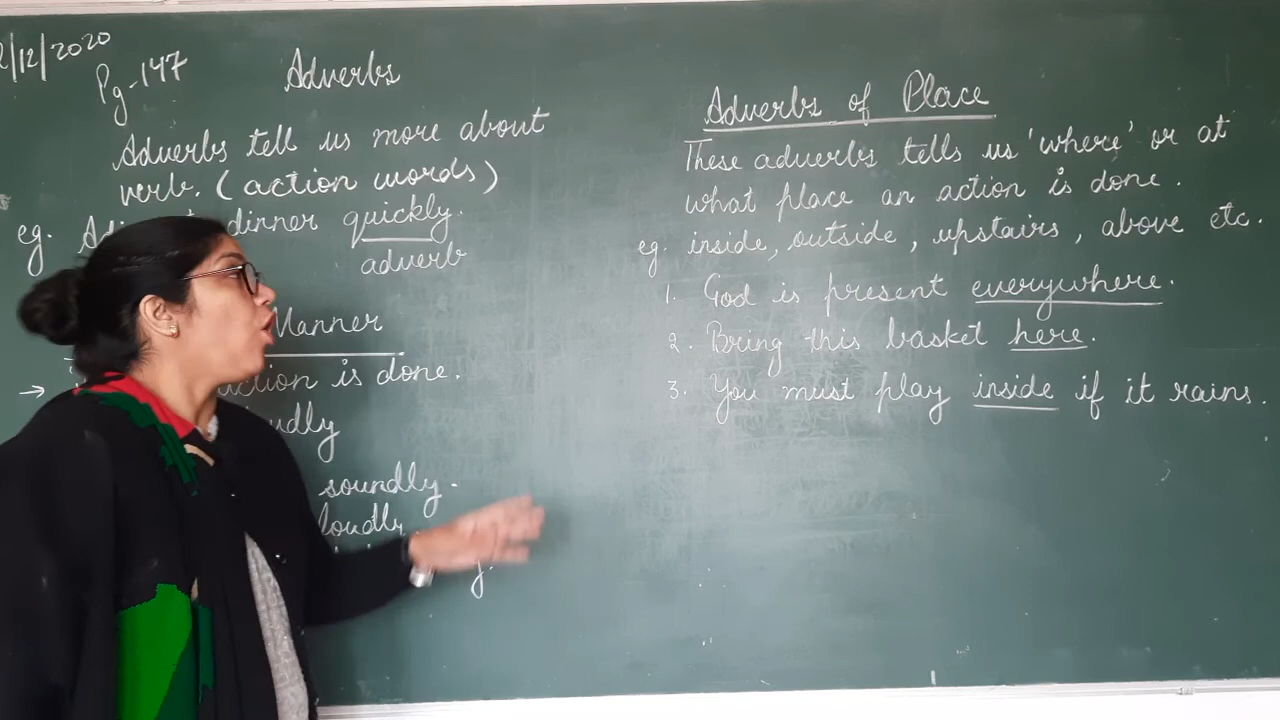 /12/2020
Pg-147
Adverbs
Adverbs tell us more about
verb. (action words)
eg. dinner quickly.
adverb
Manner
→ action is done.
soundly.
loudly
Adverbs of Place
These adverbs tells us 'where' or at
what place an action is done.
eg. inside, outside, upstairs, above etc.
1. God is present everywhere.
2. Bring this basket here.
3. You must play inside if it rains.